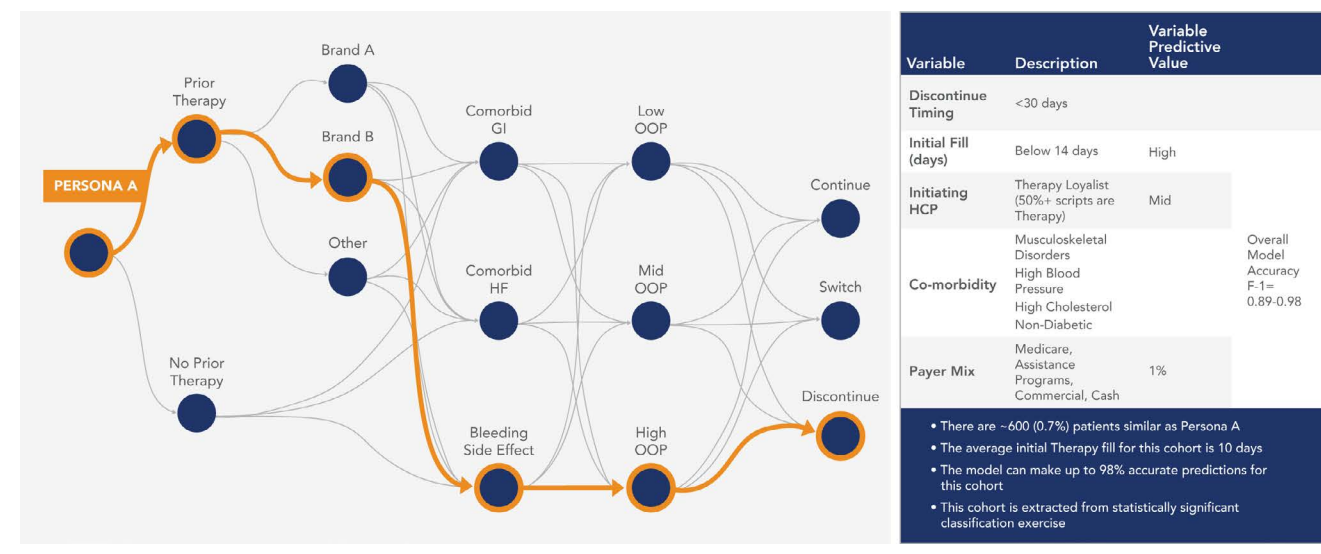 Brand A
Prior
Therapy
Comorbid
GI
Low
OOP
Brand B
PERSONA A
Continue
Other
Comorbid
HF
Mid
OOP
Switch
No Prior
Therapy
Discontinue
Bleeding
Side Effect
High
OOP
Variable
Description
Variable
Predictive
Value
Discontinue
Timing
<30 days
Initial Fill
(days)
Below 14 days
High
Initiating
HCP
Therapy Loyalist
(50%+ scripts are
Therapy)
Mid
Co-morbidity
Musculoskeletal
Disorders
High Blood
Pressure
High Cholesterol
Non-Diabetic
Overall
Model
Accuracy
F-1=
0.89-0.98
Payer Mix
Medicare,
Assistance
Programs,
Commercial, Cash
1%
• There are ~600 (0.7%) patients similar as Persona A
• The average initial Therapy fill for this cohort is 10 days
• The model can make up to 98% accurate predictions for
this cohort
• This cohort is extracted from statistically significant
classification exercise